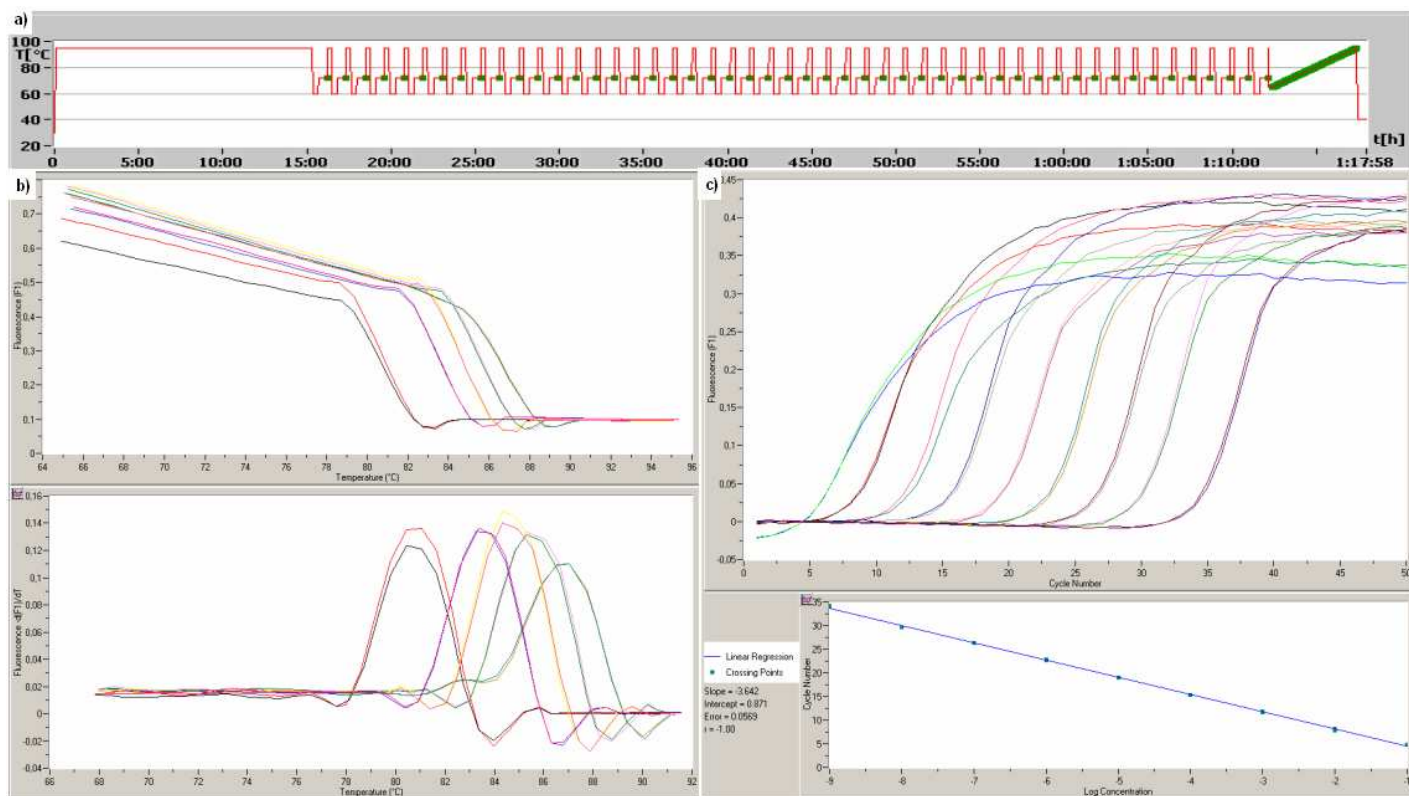 a)
100
T[°C
80
60
40
20
0 5:00 10:00 15:00 20:00 25:00 30:00 35:00 40:00 45:00 50:00 55:00 1:00:00 1:05:00 1:10:00 1:17:58
t[h]
b)
0,7
0,5
0,3
0,1
0
Fluorescence (F1)
64 66 68 70 72 74 76 78 80 82 84 86 88 90 92 94 96
Temperature (°C)
0,16
0,14
0,12
0,1
0,08
0,06
0,04
0,02
0
-0,02
-0,04
Fluorescence -d(F1)/dT
66 68 70 72 74 76 78 80 82 84 86 88 90 92
Temperature (°C)
c)
0,45
0,4
0,35
0,3
0,25
0,2
0,15
0,1
0,05
0
-0,05
Fluorescence (F1)
0 5 10 15 20 25 30 35 40 45 50
Cycle Number
Linear Regression
Crossing Points
Slope = -3.642
Intercept = 0.871
Error = 0.0569
r = -1.00
35
30
25
20
15
10
5
0
Cycle Number
-9 -8 -7 -6 -5 -4 -3 -2 -1
Log Concentration